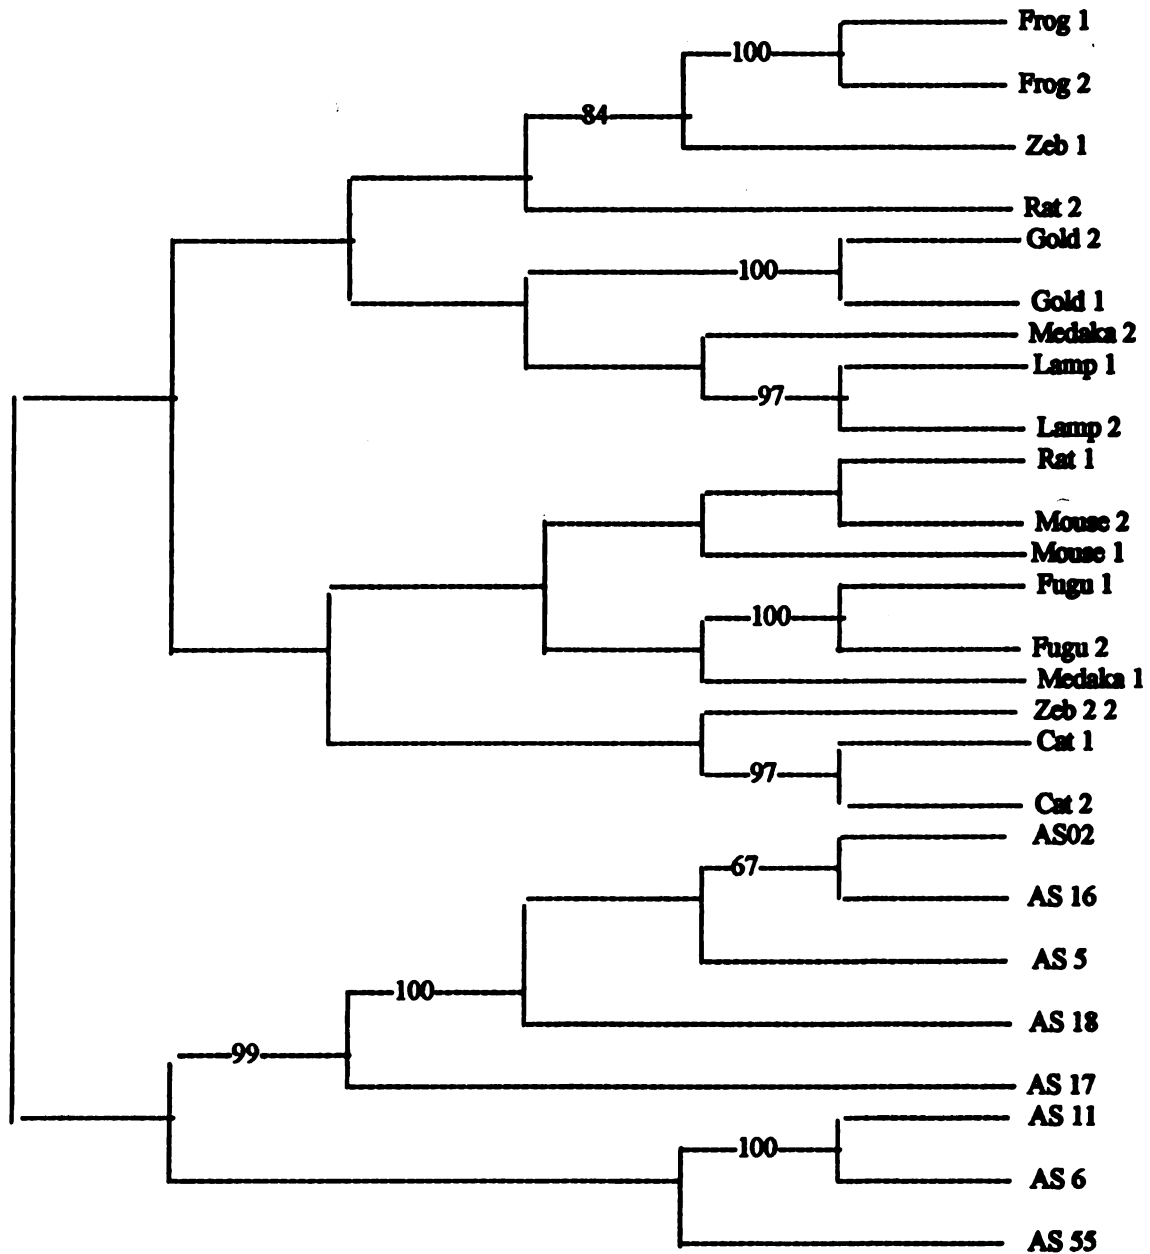 Frog 1
100
Frog 2
84
Zeb 1
Rat 2
Gold 2
100
Gold 1
Medaka 2
Lamp 1
97
Lamp 2
Rat 1
Mouse 2
Mouse 1
Fugu 1
100
Fugu 2
Medaka 1
Zeb 2 2
Cat 1
97
Cat 2
AS02
67
AS 16
AS 5
100
AS 18
99
AS 17
AS 11
100
AS 6
AS 55